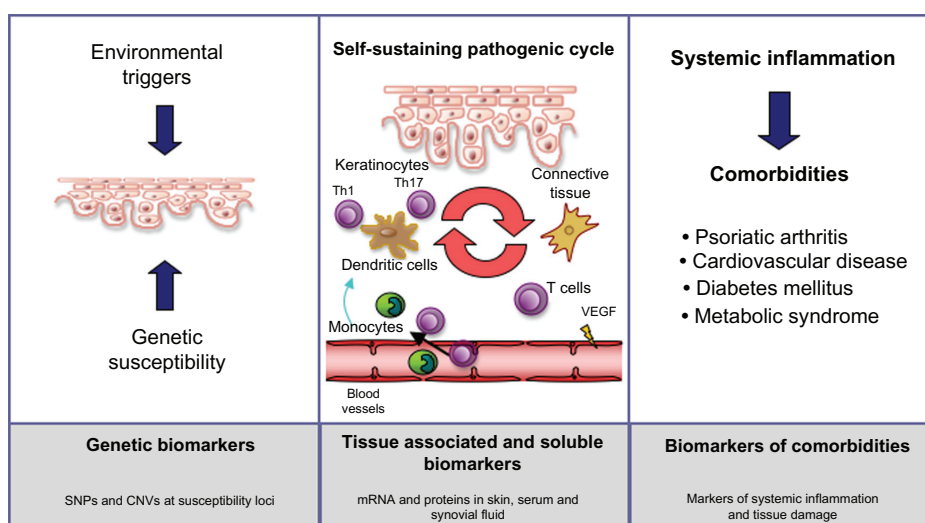 Environmental
triggers
Genetic
susceptibility
Self-sustaining pathogenic cycle
Keratinocytes
Th1
Th17
Connective
tissue
Dendritic cells
T cells
Monocytes
VEGF
Blood
vessels
Systemic inflammation
Comorbidities
• Psoriatic arthritis
• Cardiovascular disease
• Diabetes mellitus
• Metabolic syndrome
Genetic biomarkers
SNPs and CNVs at susceptibility loci
Tissue associated and soluble
biomarkers
mRNA and proteins in skin, serum and
synovial fluid
Biomarkers of comorbidities
Markers of systemic inflammation
and tissue damage